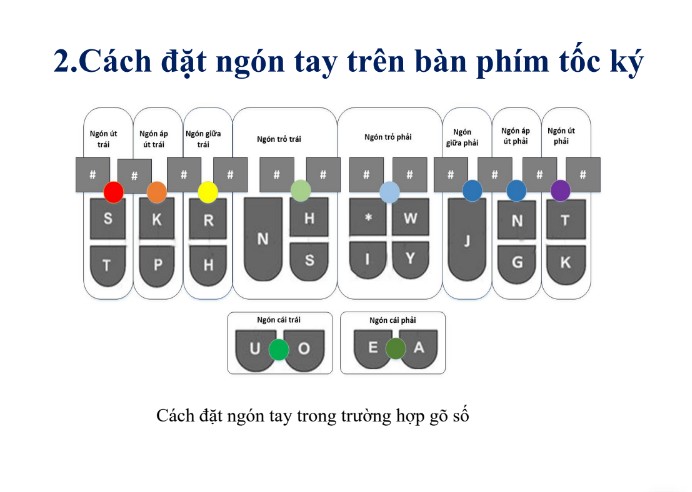 2.Cách đặt ngón tay trên bàn phím tốc ký
Ngón út trái
Ngón áp út trái
Ngón giữa trái
Ngón trỏ trái
Ngón trỏ phải
Ngón giữa phải
Ngón áp út phải
Ngón út phải
# # # # # # # # # # # #
S K R N H * W J N T
T P H S I Y G K
Ngón cái trái
Ngón cái phải
U O E A
Cách đặt ngón tay trong trường hợp gõ số